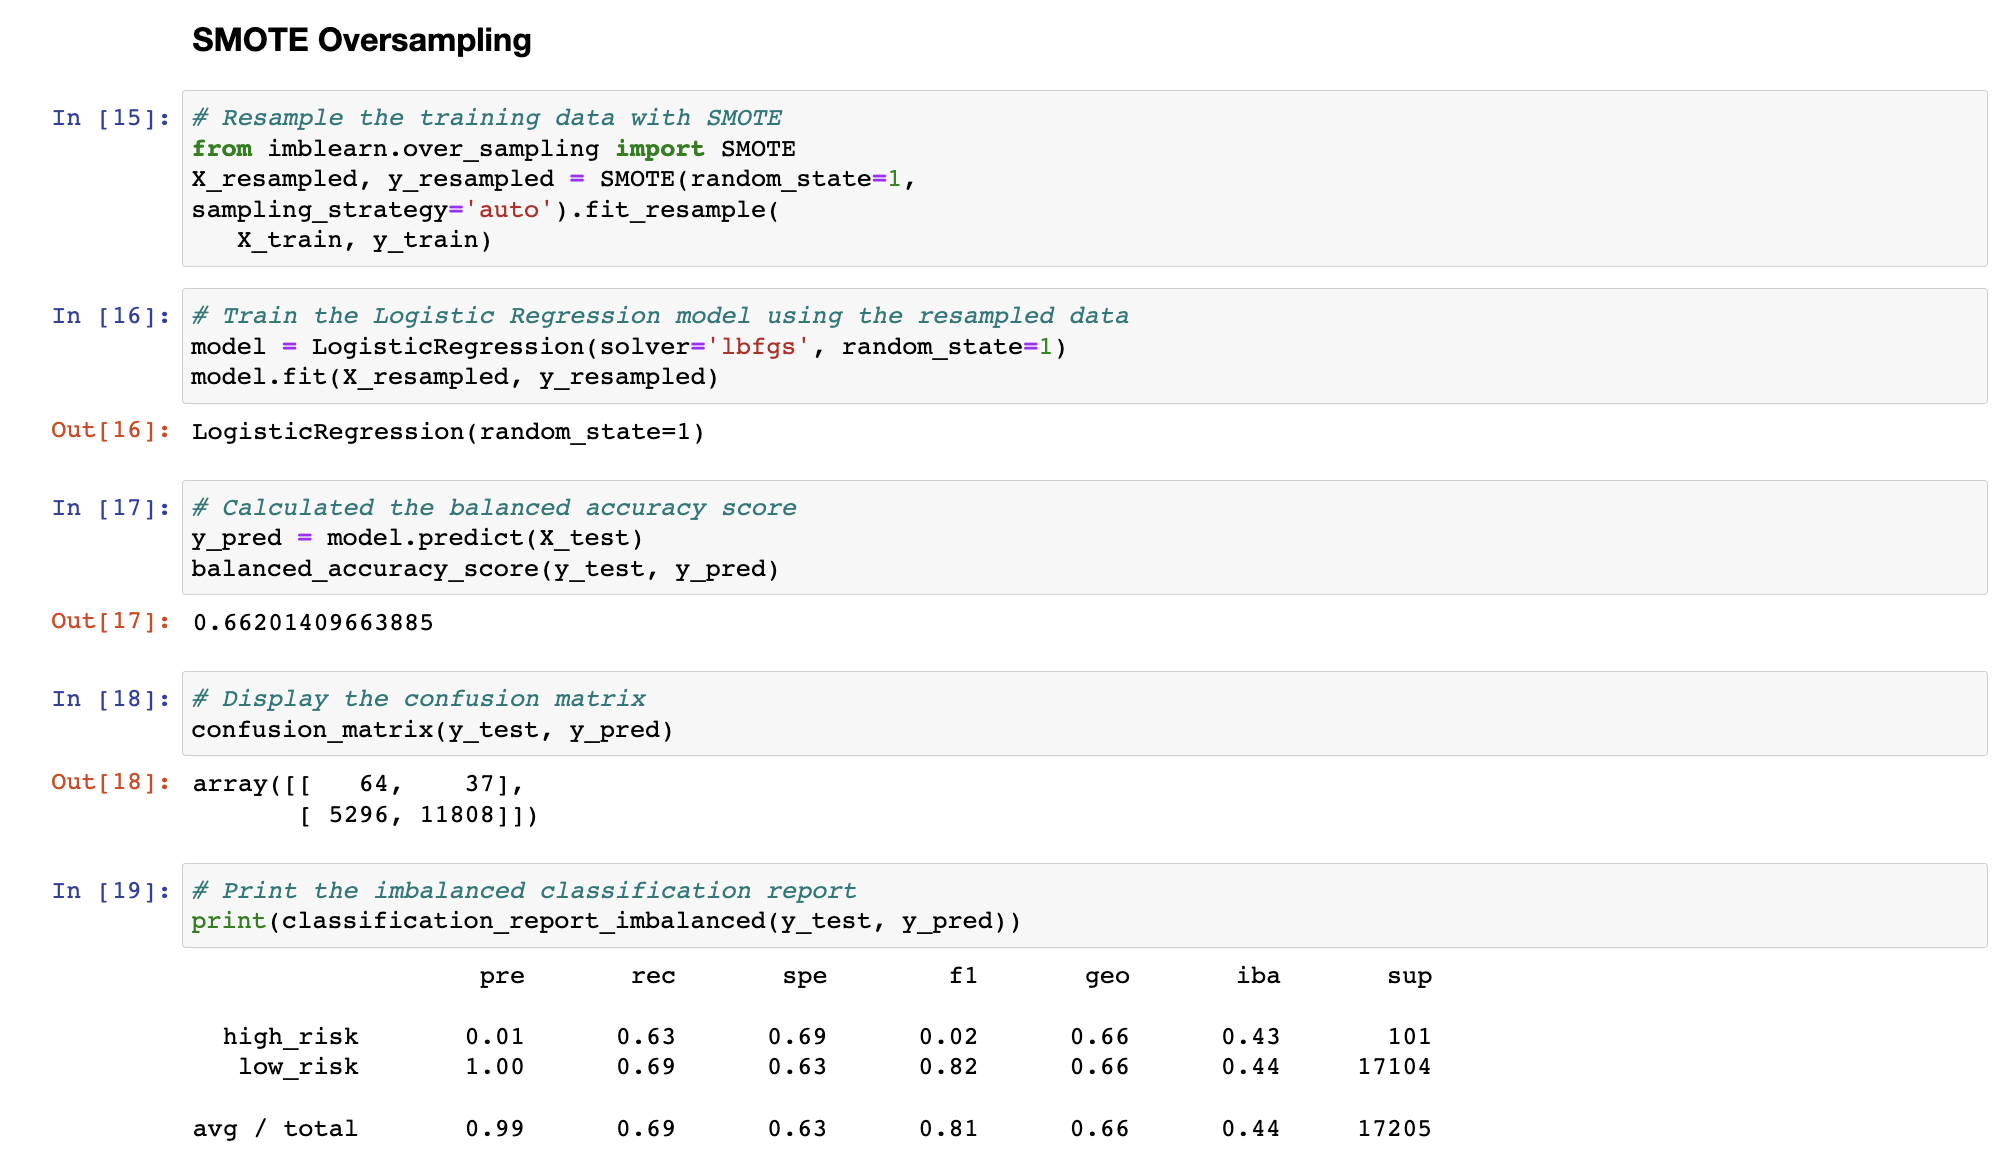 SMOTE Oversampling
In [15]: # Resample the training data with SMOTE
from imblearn.over_sampling import SMOTE
X_resampled, y_resampled = SMOTE(random_state=1,
sampling_strategy='auto').fit_resample(
   X_train, y_train)
In [16]: # Train the Logistic Regression model using the resampled data
model = LogisticRegression(solver='lbfgs', random_state=1)
model.fit(X_resampled, y_resampled)
Out[16]: LogisticRegression(random_state=1)
In [17]: # Calculated the balanced accuracy score
y_pred = model.predict(X_test)
balanced_accuracy_score(y_test, y_pred)
Out[17]: 0.66201409663885
In [18]: # Display the confusion matrix
confusion_matrix(y_test, y_pred)
Out[18]: array([[   64,    37],
       [ 5296, 11808]])
In [19]: # Print the imbalanced classification report
print(classification_report_imbalanced(y_test, y_pred))
pre rec spe f1 geo iba sup
high_risk 0.01 0.63 0.69 0.02 0.66 0.43 101
low_risk 1.00 0.69 0.63 0.82 0.66 0.44 17104
avg / total 0.99 0.69 0.63 0.81 0.66 0.44 17205